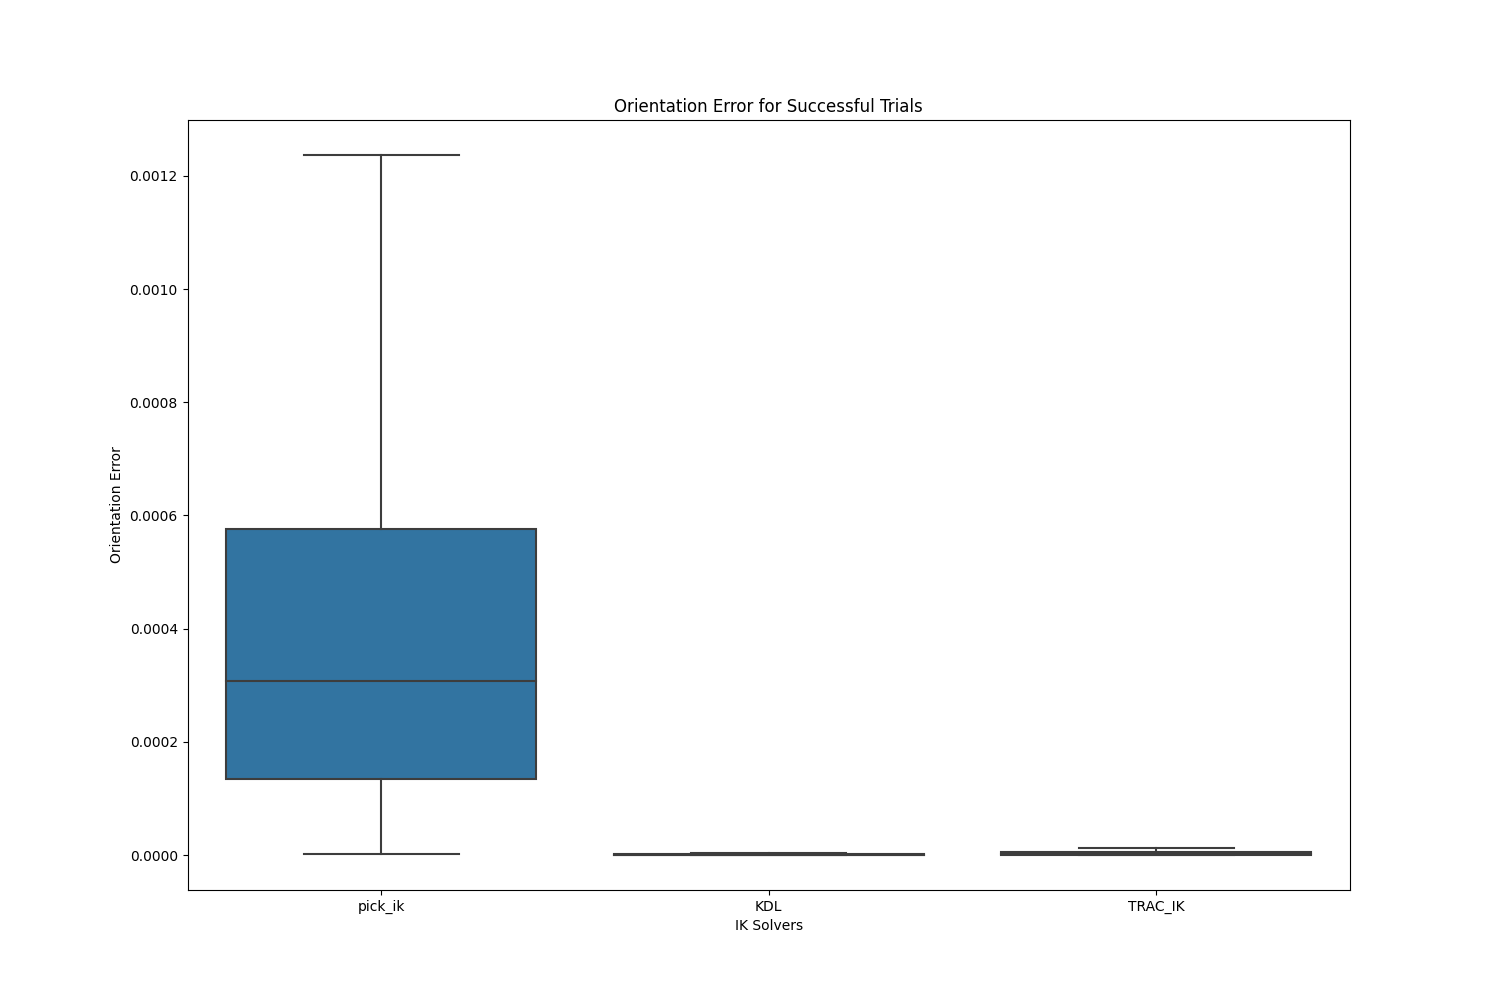 Orientation Error for Successful Trials
Orientation Error
0.0012
0.0010
0.0008
0.0006
0.0004
0.0002
0.0000
pick_ik
KDL
TRAC_IK
IK Solvers